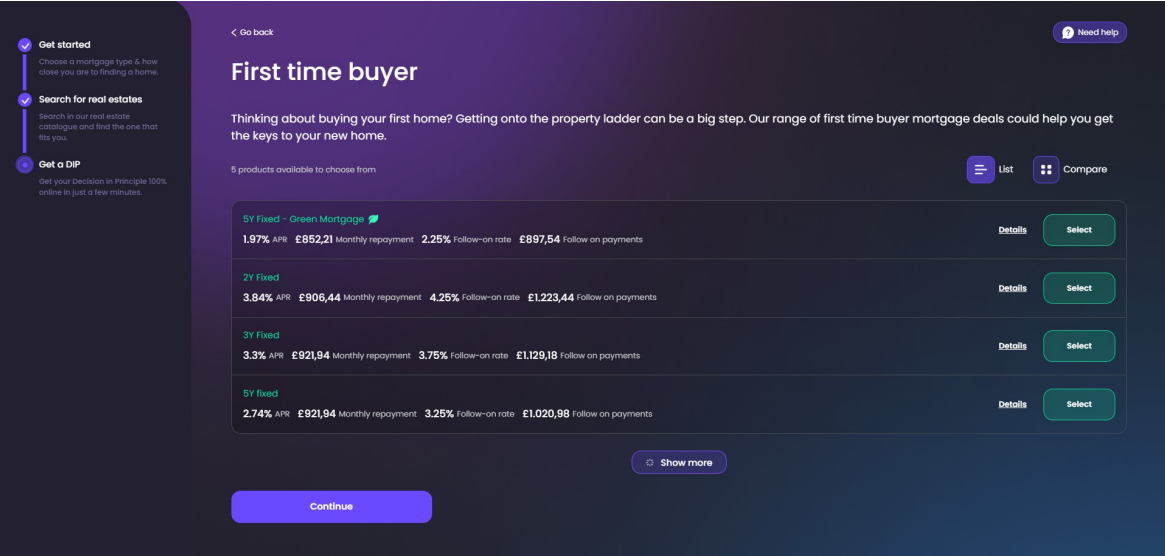 Get started
Choose a mortgage type & how
close you are to finding a home.
Search for real estates
Search in our real estate
catalogue and find the one that
fits you.
Get a DIP
Get your Decision in Principle 100%
online in just a few minutes.
Go back
Need help
First time buyer
Thinking about buying your first home? Getting onto the property ladder can be a big step. Our range of first time buyer mortgage deals could help you get
the keys to your new home.
5 products available to choose from
List
Compare
5Y Fixed - Green Mortgage
1.97% APR £852,21 Monthly repayment 2.25% Follow-on rate £897,54 Follow on payments
Details
Select
2Y Fixed
3.84% APR £906,44 Monthly repayment 4.25% Follow-on rate £1.223,44 Follow on payments
Details
Select
3Y Fixed
3.3% APR £921,94 Monthly repayment 3.75% Follow-on rate £1.129,18 Follow on payments
Details
Select
5Y fixed
2.74% APR £921,94 Monthly repayment 3.25% Follow-on rate £1.020,98 Follow on payments
Details
Select
Show more
Continue